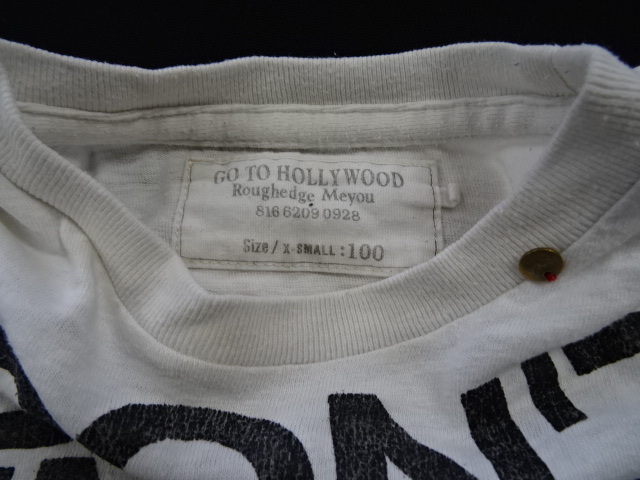 GO TO HOLLYWOOD
Roughedge Meyou
816 6209 0928
Size / X-SMALL : 100